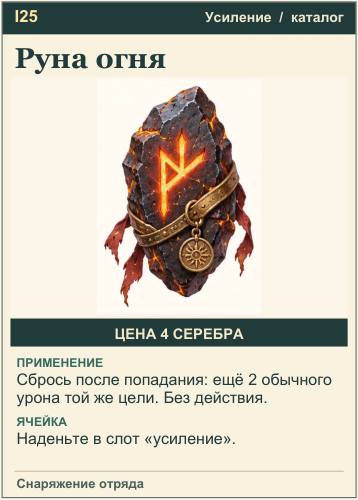 I25
Усиление / каталог
Руна огня
ЦЕНА 4 СЕРЕБРА
ПРИМЕНЕНИЕ
Сбрось после попадания: ещё 2 обычного
урона той же цели. Без действия.
ЯЧЕЙКА
Наденьте в слот «усиление».
Снаряжение отряда